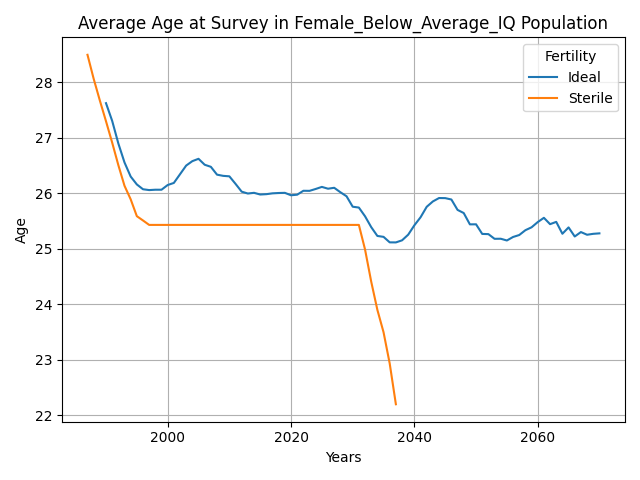 Average Age at Survey in Female_Below_Average_IQ Population
Fertility
Ideal
Sterile
28
27
26
25
24
23
22
Age
2000
2020
2040
2060
Years